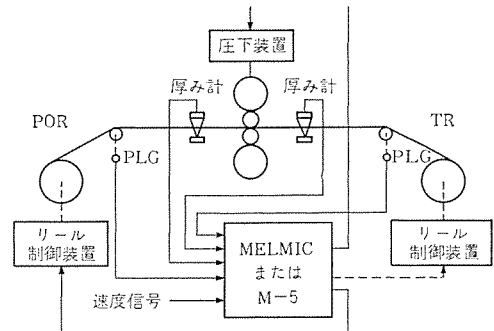 圧下装置
厚み計
厚み計
POR
TR
PLG
PLG
リール
制御装置
リール
制御装置
MELMIC
または
M-5
速度信号